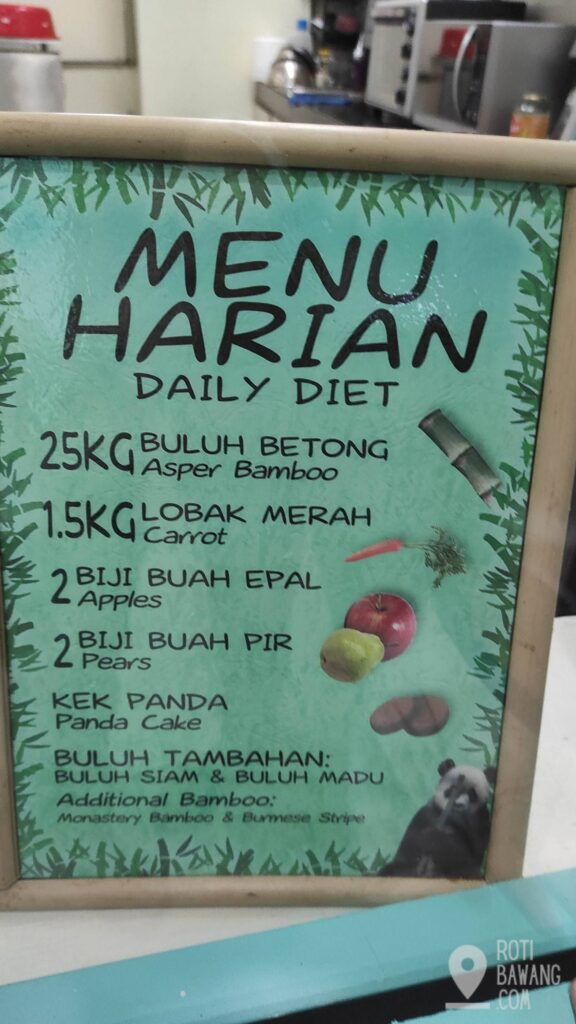 MENU
HARIAN
DAILY DIET
25KG BULUH BETONG
Asper Bamboo
1.5KG LOBAK MERAH
Carrot
2 BIJI BUAH EPAL
Apples
2 BIJI BUAH PIR
Pears
KEK PANDA
Panda Cake
BULUH TAMBAHAN:
BULUH SIAM & BULUH MADU
Additional Bamboo:
Monastery Bamboo & Burmese Stripe
ROTI
BAWANG
.COM